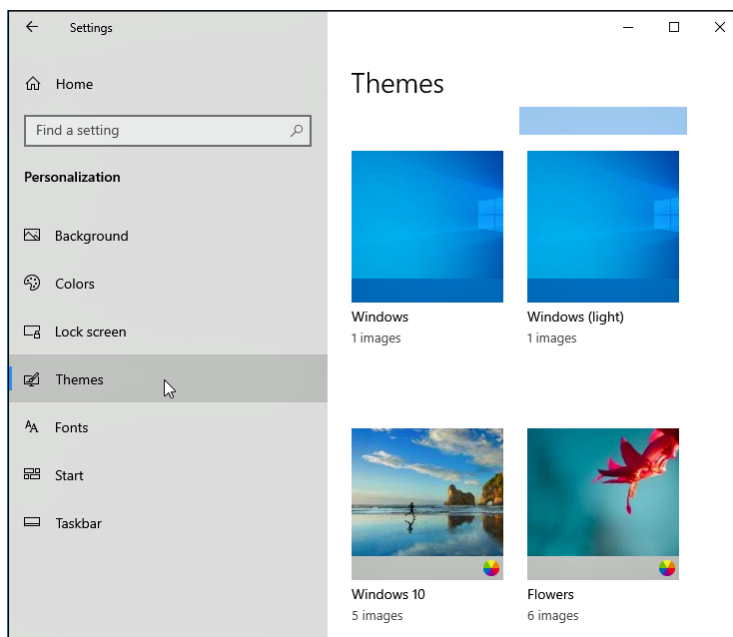 Settings
Home
Find a setting
Personalization
Background
Colors
Lock screen
Themes
Fonts
Start
Taskbar
Themes
Windows
1 images
Windows (light)
1 images
Windows 10
5 images
Flowers
6 images